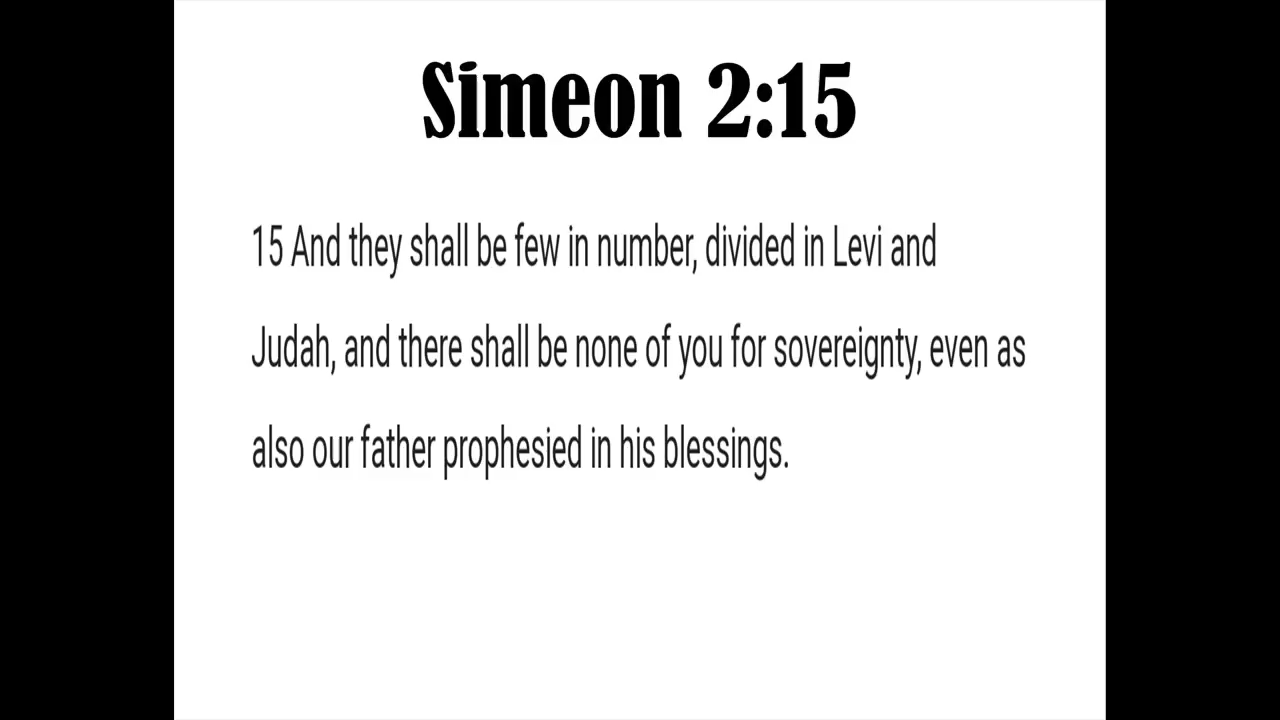 Simeon 2:15
15 And they shall be few in number, divided in Levi and
Judah, and there shall be none of you for sovereignty, even as
also our father prophesied in his blessings.